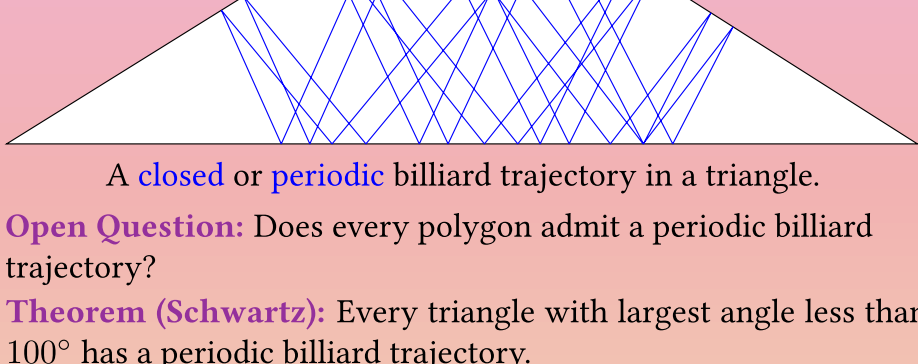 A closed or periodic billiard trajectory in a triangle.
Open Question: Does every polygon admit a periodic billiard
trajectory?
Theorem (Schwartz): Every triangle with largest angle less than
100° has a periodic billiard trajectory.